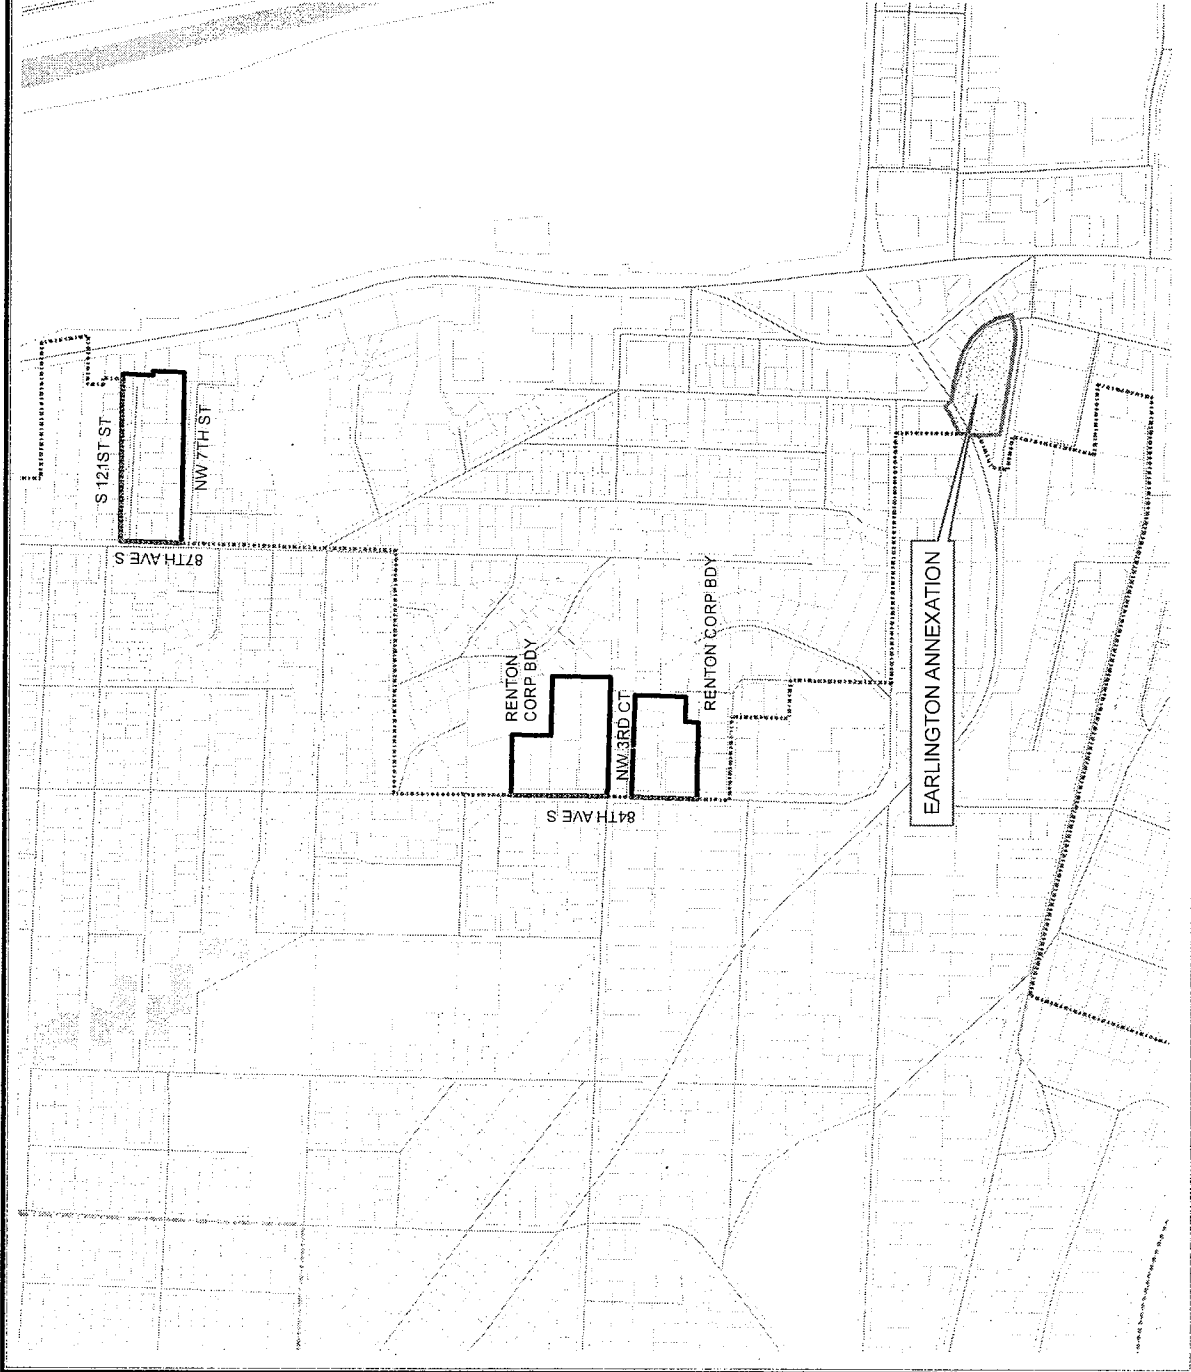 S 121ST ST
NW 7TH ST
87TH AVE S
RENTON
CORP BDY
NW 3RD CT
RENTON CORP BDY
84TH AVE S
EARLINGTON ANNEXATION